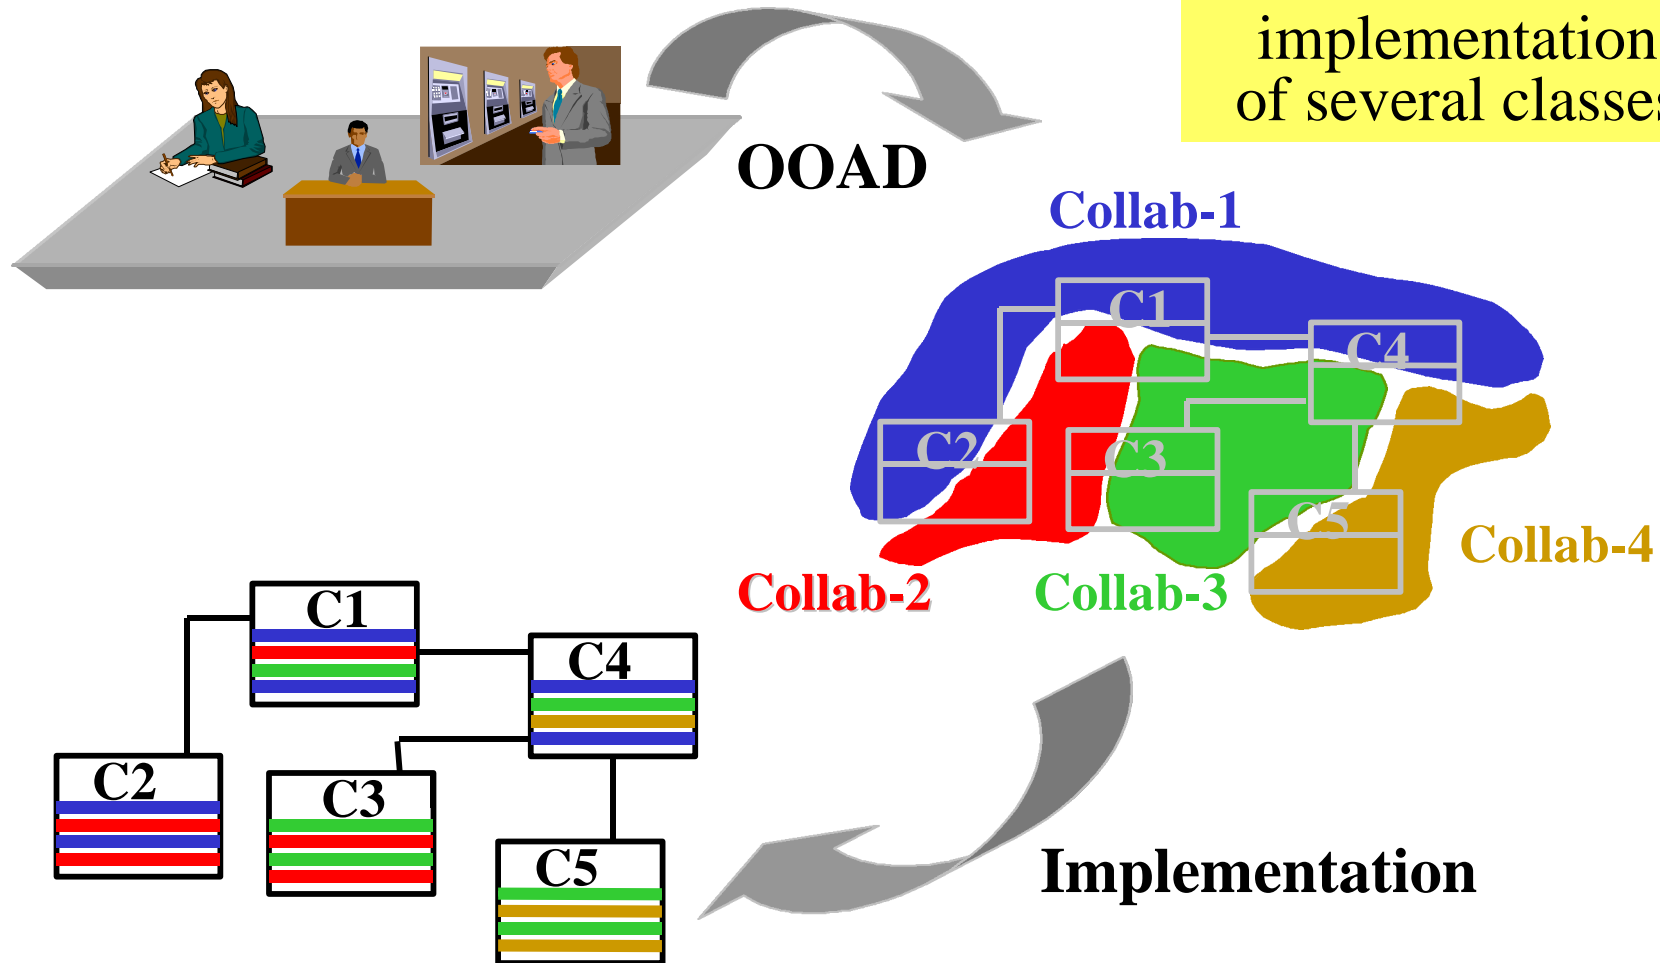 implementation
of several classes
OOAD
Collab-1
C1
C4
C2
C3
C5
Collab-4
Collab-2
Collab-3
C1
C4
C2
C3
C5
Implementation